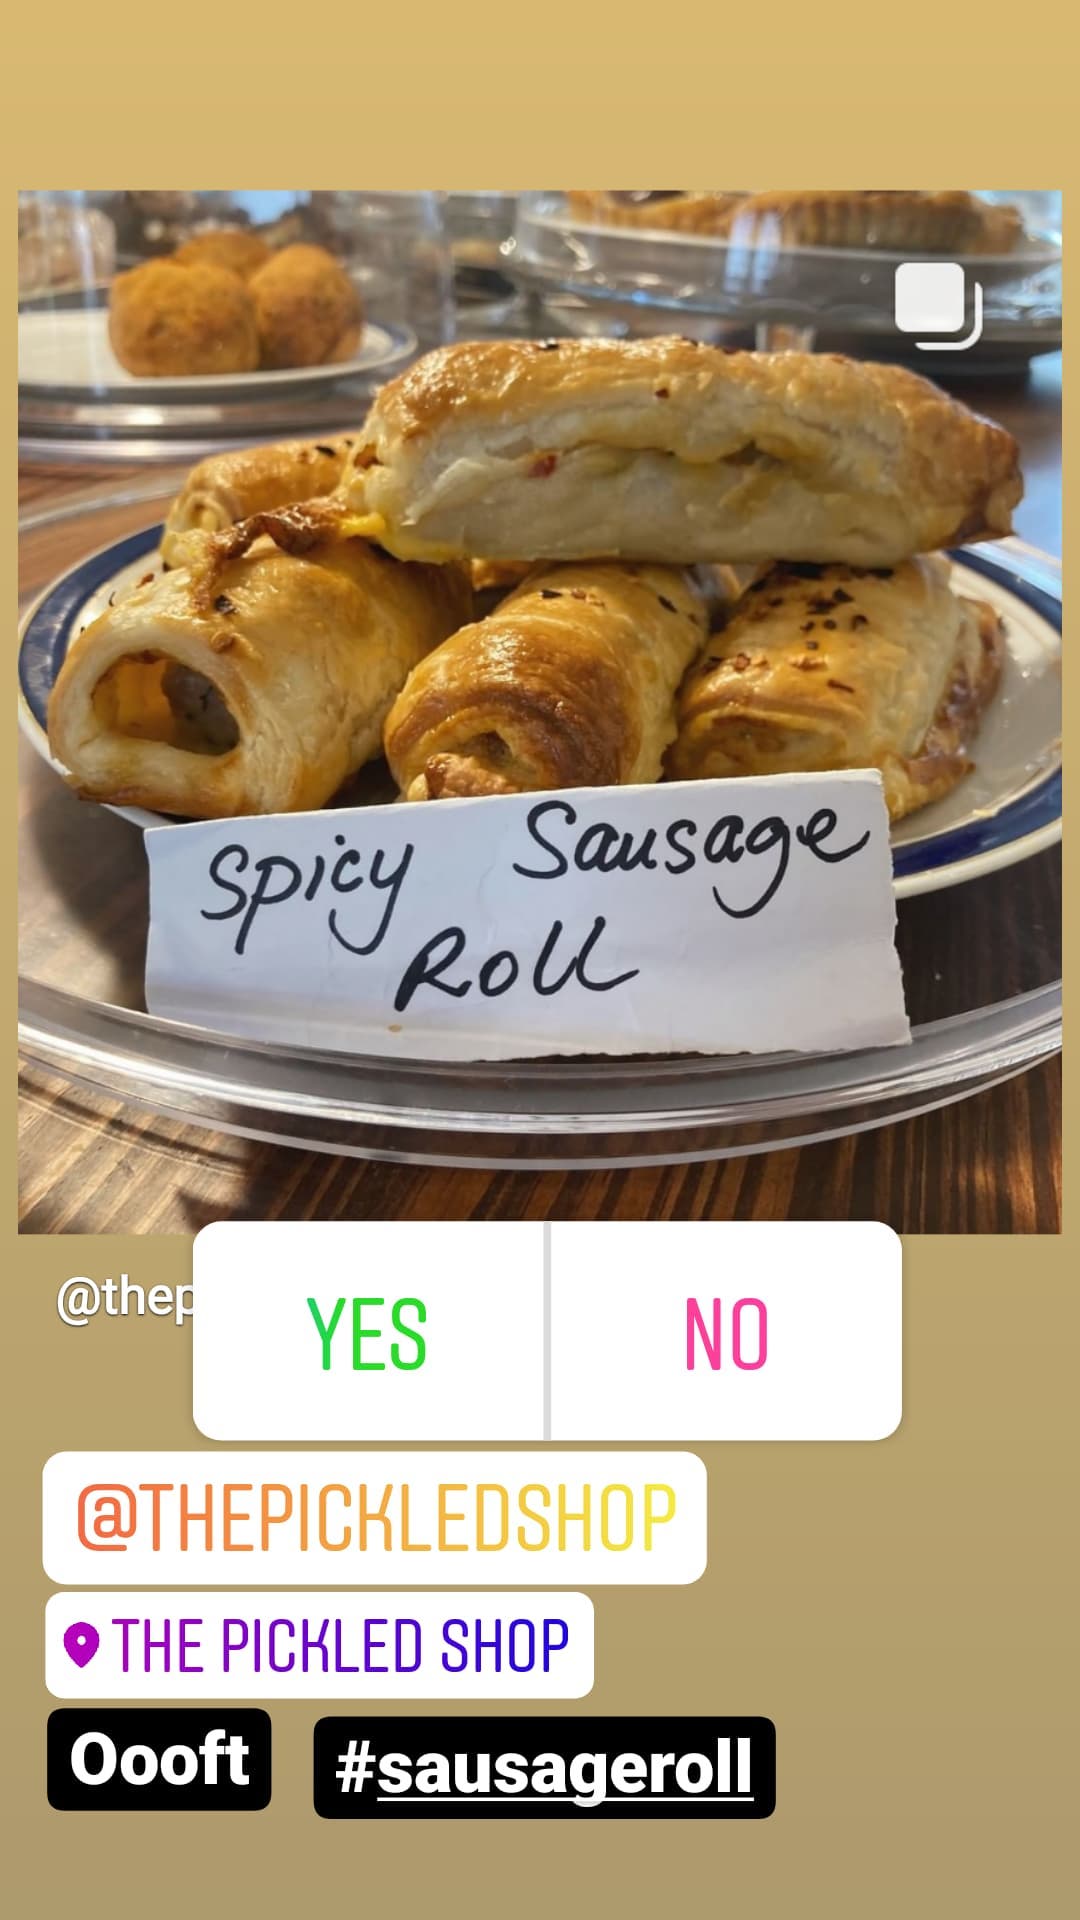 Spicy Sausage
Roll
@thep
YES NO
@THEPICKLEDSHOP
THE PICKLED SHOP
Oooft #sausageroll